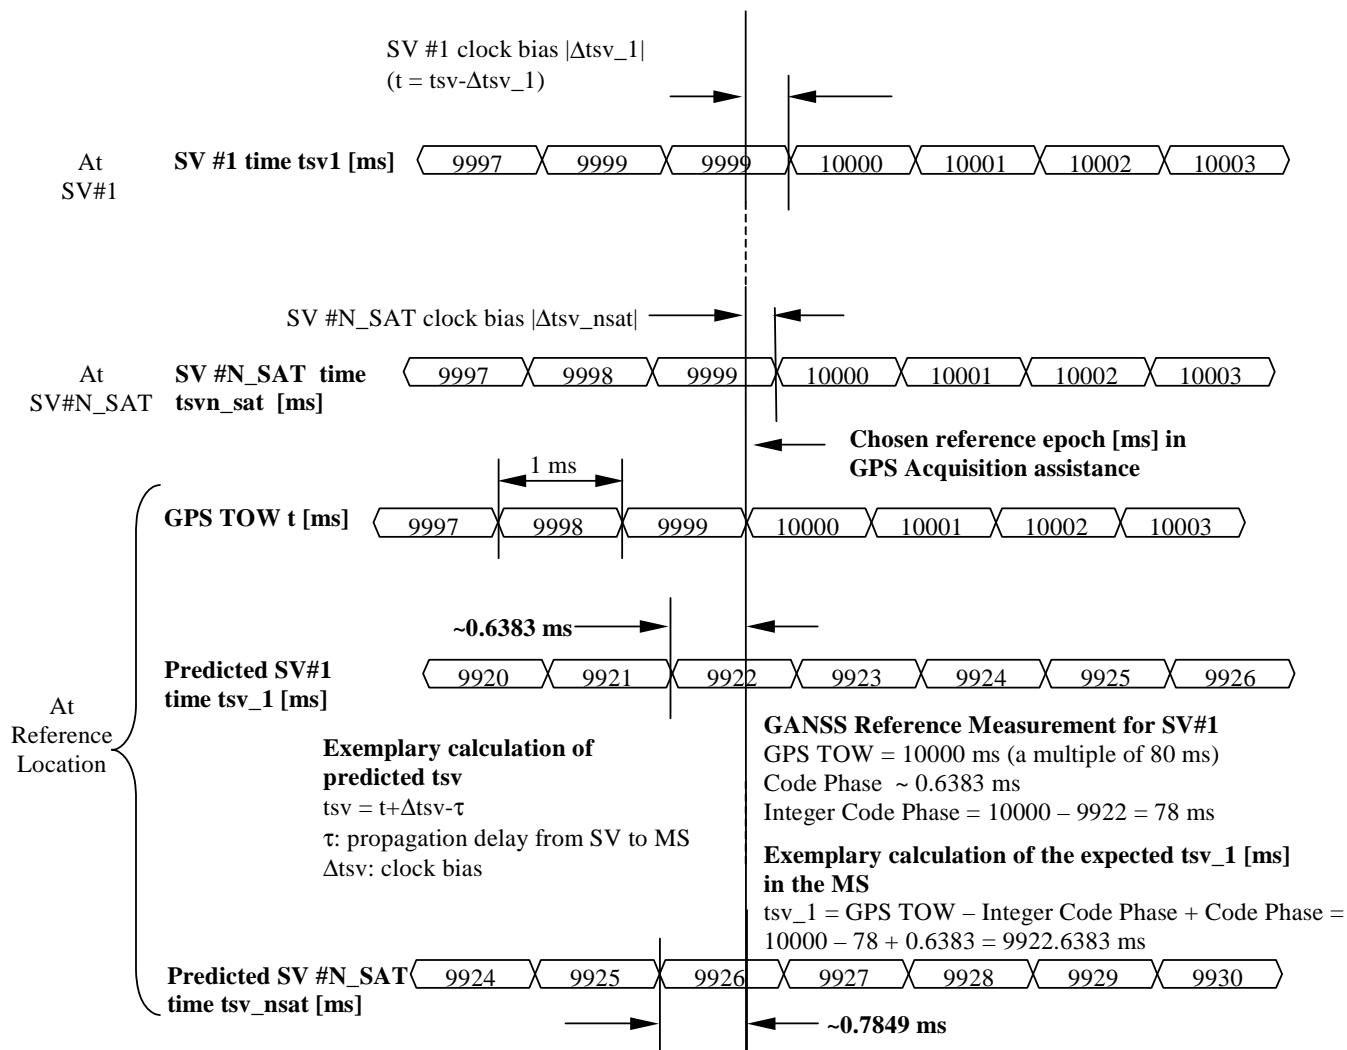 SV #1 clock bias |Δtsv_1|
(t = tsv-Δtsv_1)
At
SV#1
SV #1 time tsv1 [ms]
9997 9999 9999 10000 10001 10002 10003
SV #N_SAT clock bias |Δtsv_nsat|
At
SV#N_SAT
SV #N_SAT time
tsvn_sat [ms]
9997 9998 9999 10000 10001 10002 10003
Chosen reference epoch [ms] in
GPS Acquisition assistance
1 ms
GPS TOW t [ms]
9997 9998 9999 10000 10001 10002 10003
~0.6383 ms
Predicted SV#1
time tsv_1 [ms]
9920 9921 9922 9923 9924 9925 9926
At
Reference
Location
Exemplary calculation of
predicted tsv
tsv = t+Δtsv-τ
τ: propagation delay from SV to MS
Δtsv: clock bias
GANSS Reference Measurement for SV#1
GPS TOW = 10000 ms (a multiple of 80 ms)
Code Phase ~ 0.6383 ms
Integer Code Phase = 10000 – 9922 = 78 ms
Exemplary calculation of the expected tsv_1 [ms]
in the MS
tsv_1 = GPS TOW – Integer Code Phase + Code Phase =
10000 – 78 + 0.6383 = 9922.6383 ms
Predicted SV #N_SAT
time tsv_nsat [ms]
9924 9925 9926 9927 9928 9929 9930
~0.7849 ms